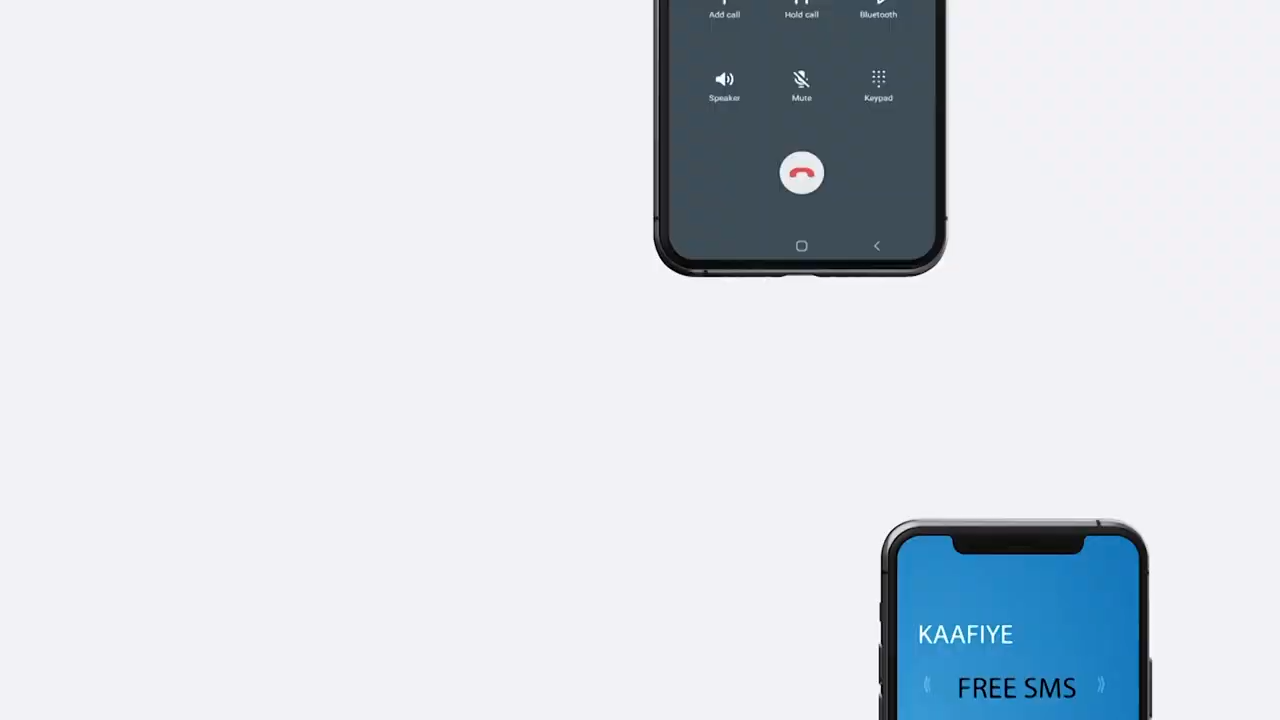 Add call Hold call Bluetooth
Speaker Mute Keypad
KAAFIYE
FREE SMS